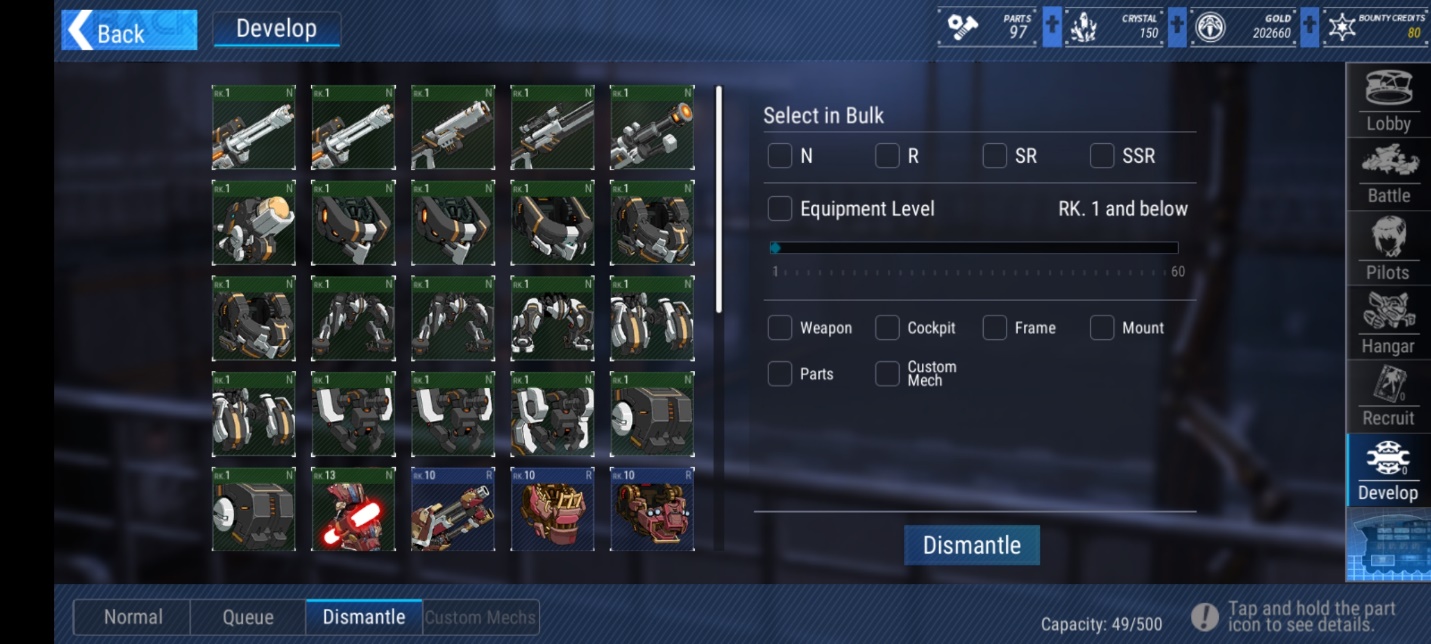 Back
Develop
PARTS
97
CRYSTAL
150
GOLD
202660
BOUNTY CREDITS
80
RK.1 N RK.1 N RK.1 N RK.1 N RK.1 N
RK.1 N RK.1 N RK.1 N RK.1 N RK.1 N
RK.1 N RK.1 N RK.1 N RK.1 N RK.1 N
RK.1 N RK.1 N RK.1 N RK.1 N RK.1 N
RK.1 N RK.13 N RK.10 R RK.10 R RK.10 R
Select in Bulk
N R SR SSR
Equipment Level RK. 1 and below
1 60
Weapon Cockpit Frame Mount
Parts Custom
Mech
Dismantle
Lobby
Battle
Pilots
Hangar
0
Recruit
0
Develop
Normal Queue Dismantle Custom Mechs
Capacity: 49/500
Tap and hold the part
icon to see details.